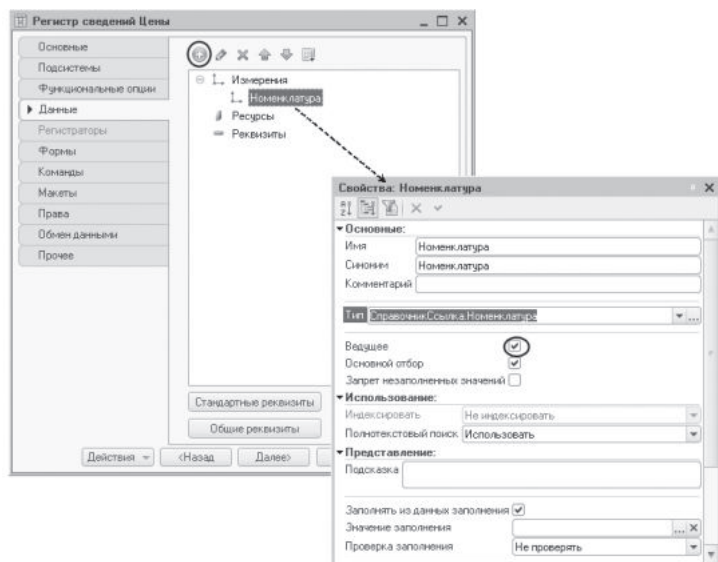 Регистр сведений Цены
Основные
Подсистемы
Функциональные опции
Данные
Регистраторы
Формы
Команды
Макеты
Права
Обмен данными
Прочее
Измерения
Номенклатура
Ресурсы
Реквизиты
Стандартные реквизиты
Общие реквизиты
Действия
<Назад
Далее>
Свойства: Номенклатура
Основные:
Имя Номенклатура
Синоним Номенклатура
Комментарий
Тип СправочникСсылка.Номенклатура
Ведущее
Основной отбор
Запрет незаполненных значений
Использование:
Индексировать Не индексировать
Полнотекстовый поиск Использовать
Представление:
Подсказка
Заполнять из данных заполнения
Значение заполнения
Проверка заполнения Не проверять